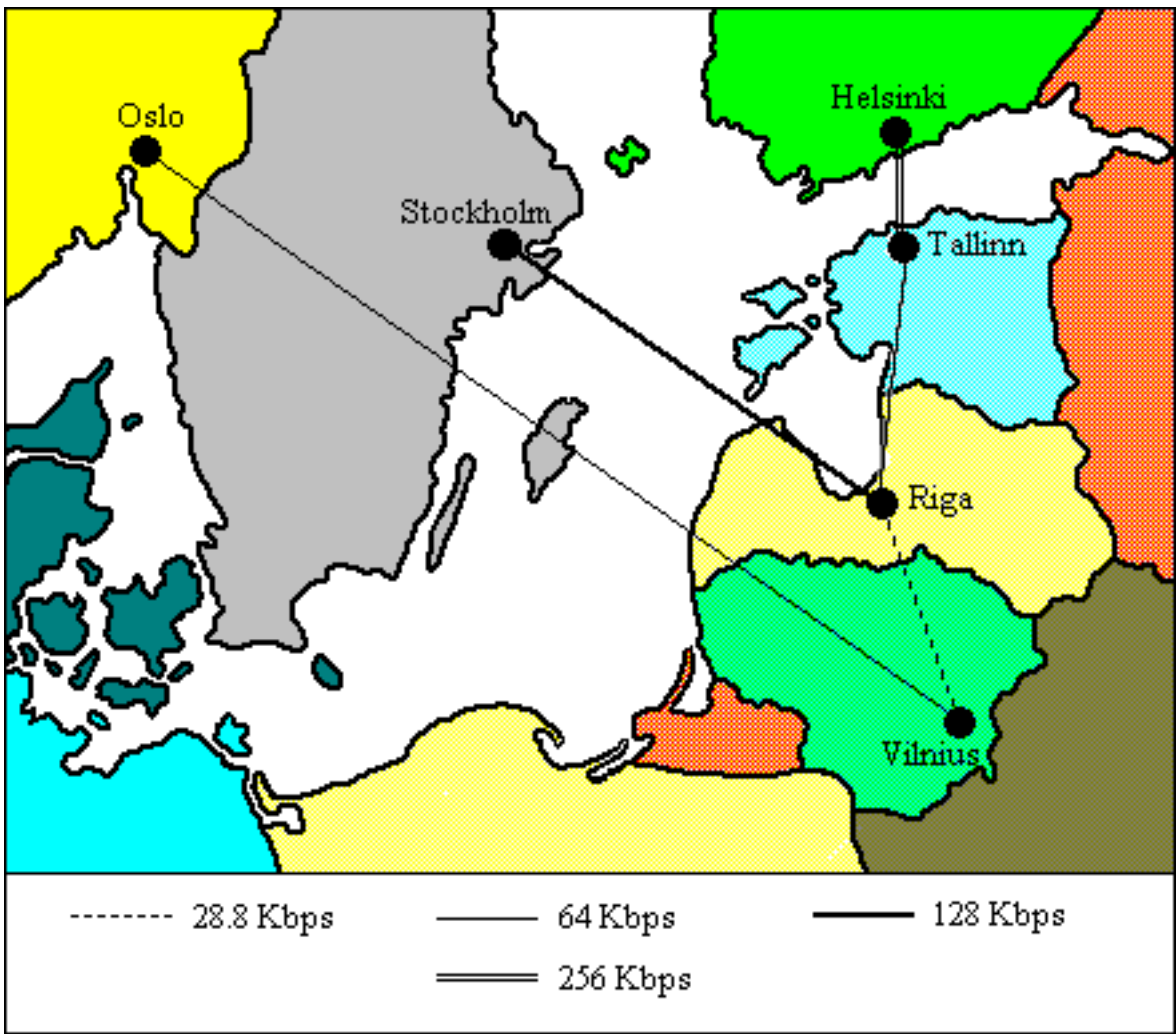 Oslo
Helsinki
Stockholm
Tallinn
Riga
Vilnius
28.8 Kbps
64 Kbps
128 Kbps
256 Kbps